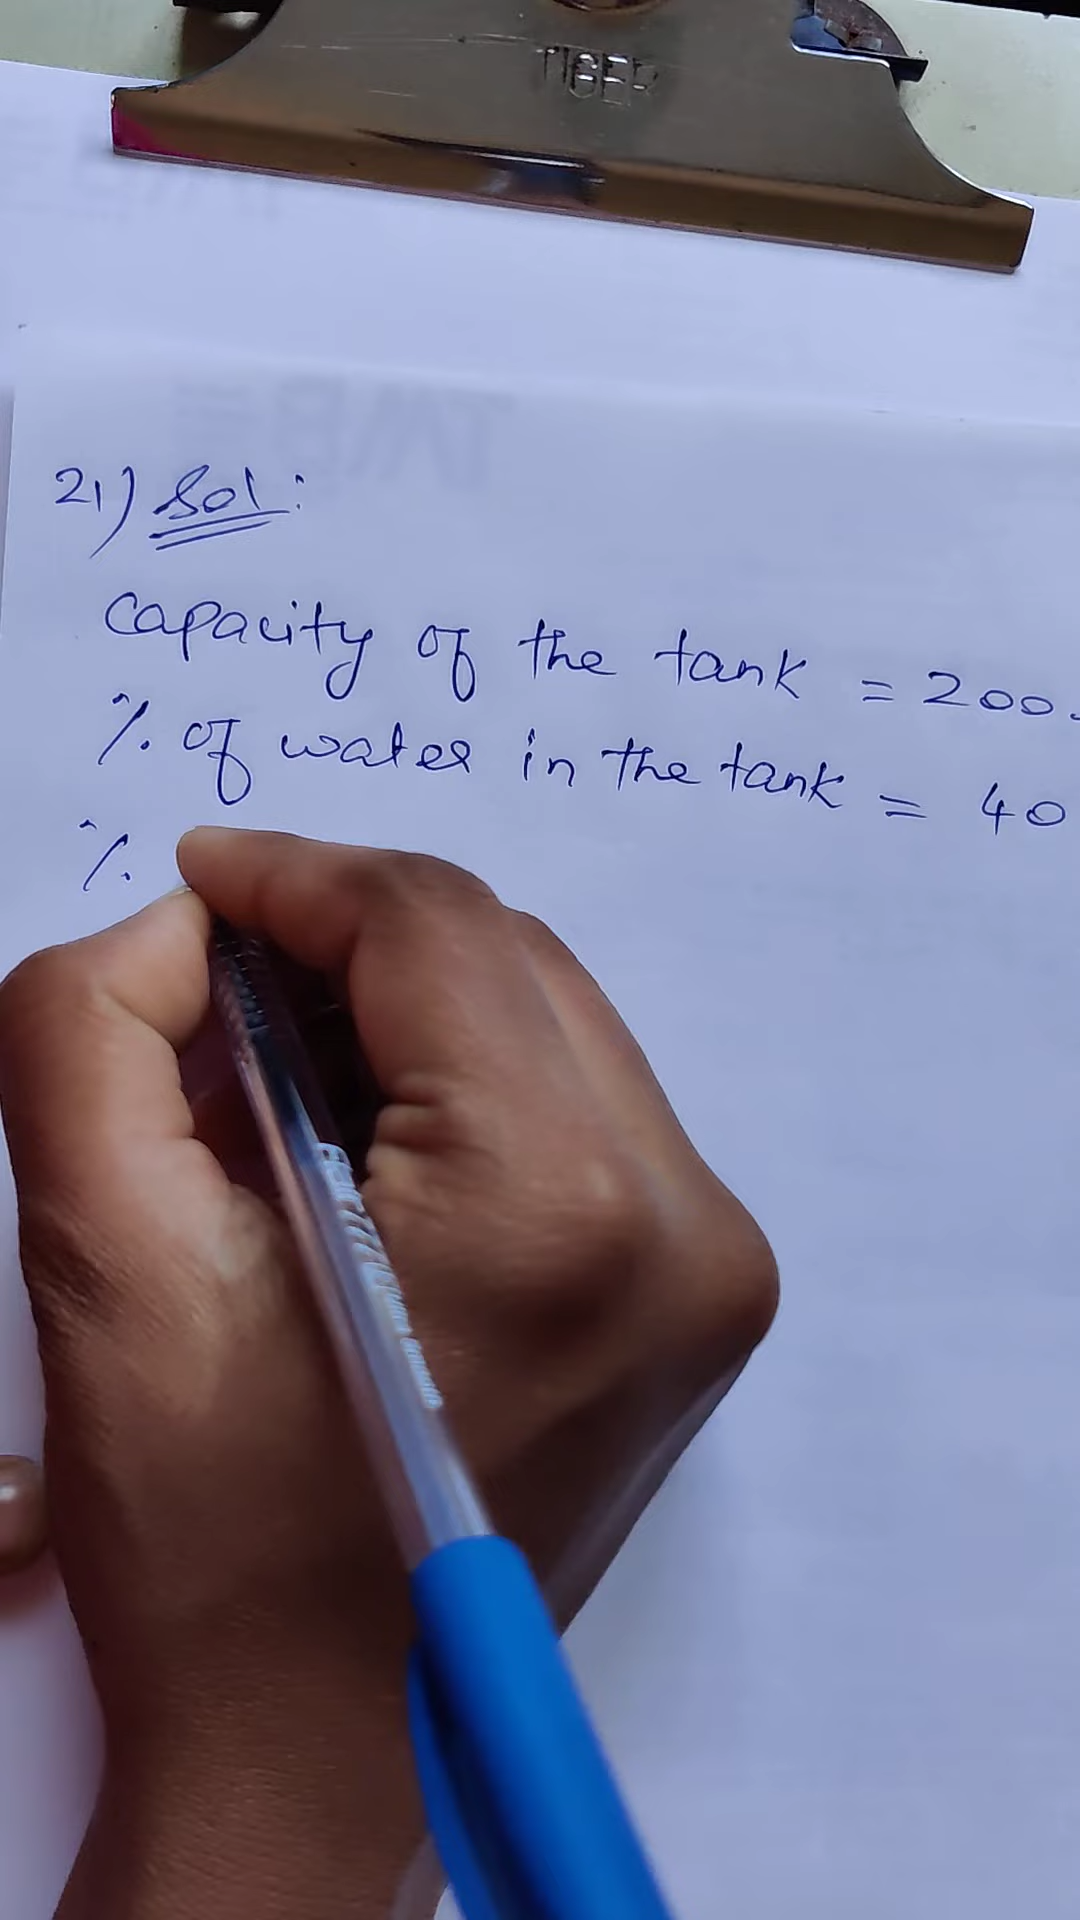 TIGER
21) Sol:
Capacity of the tank = 200
% of water in the tank = 40
%